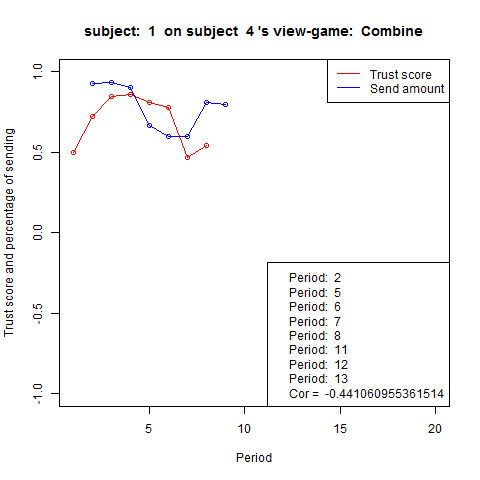 subject: 1 on subject 4 's view-game: Combine
Trust score
Send amount
Trust score and percentage of sending
1.0
0.5
0.0
-0.5
-1.0
Period: 2
Period: 5
Period: 6
Period: 7
Period: 8
Period: 11
Period: 12
Period: 13
Cor = -0.441060955361514
5 10 15 20
Period